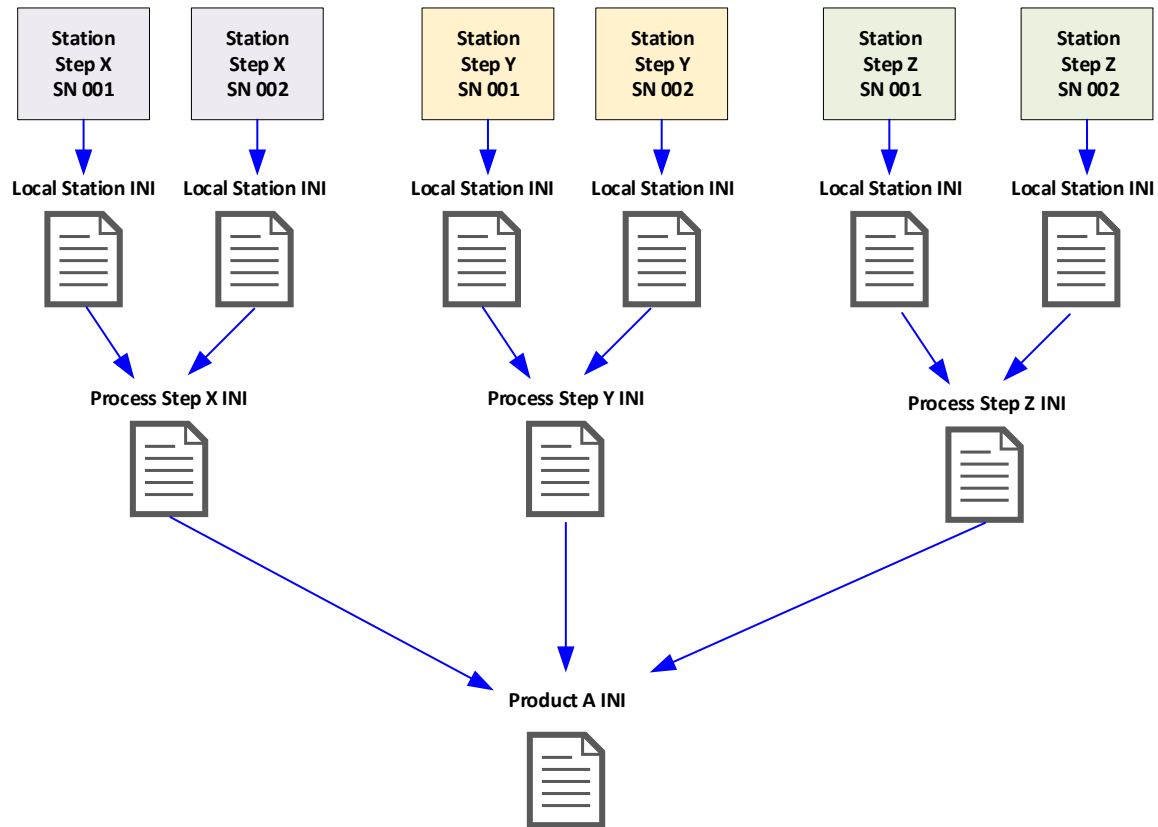 Station
Step X
SN 001
Station
Step X
SN 002
Station
Step Y
SN 001
Station
Step Y
SN 002
Station
Step Z
SN 001
Station
Step Z
SN 002
Local Station INI
Local Station INI
Local Station INI
Local Station INI
Local Station INI
Local Station INI
Process Step X INI
Process Step Y INI
Process Step Z INI
Product A INI